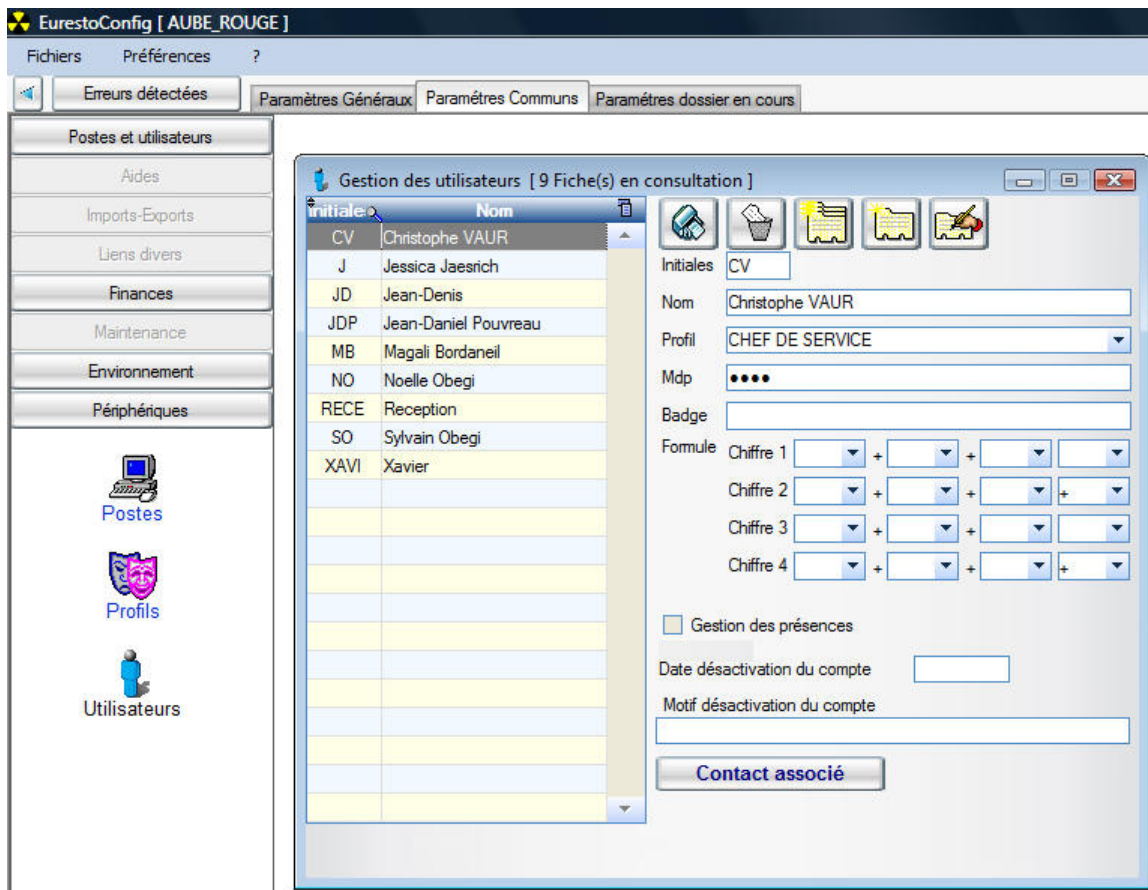 EurestoConfig [ AUBE_ROUGE ]
Fichiers Préférences ?
Erreurs détectées Paramètres Généraux Paramétres Communs Paramétres dossier en cours
Postes et utilisateurs
Aides
Imports-Exports
Liens divers
Finances
Maintenance
Environnement
Périphériques
Postes
Profils
Utilisateurs
Gestion des utilisateurs [ 9 Fiche(s) en consultation ]
Initiale Nom
CV Christophe VAUR
J Jessica Jaesrich
JD Jean-Denis
JDP Jean-Daniel Pouvreau
MB Magali Bordaneil
NO Noelle Obegi
RECE Reception
SO Sylvain Obegi
XAVI Xavier
Initiales CV
Nom Christophe VAUR
Profil CHEF DE SERVICE
Mdp ••••
Badge
Formule Chiffre 1 + +
Chiffre 2 + + +
Chiffre 3 + +
Chiffre 4 + + +
Gestion des présences
Date désactivation du compte
Motif désactivation du compte
Contact associé